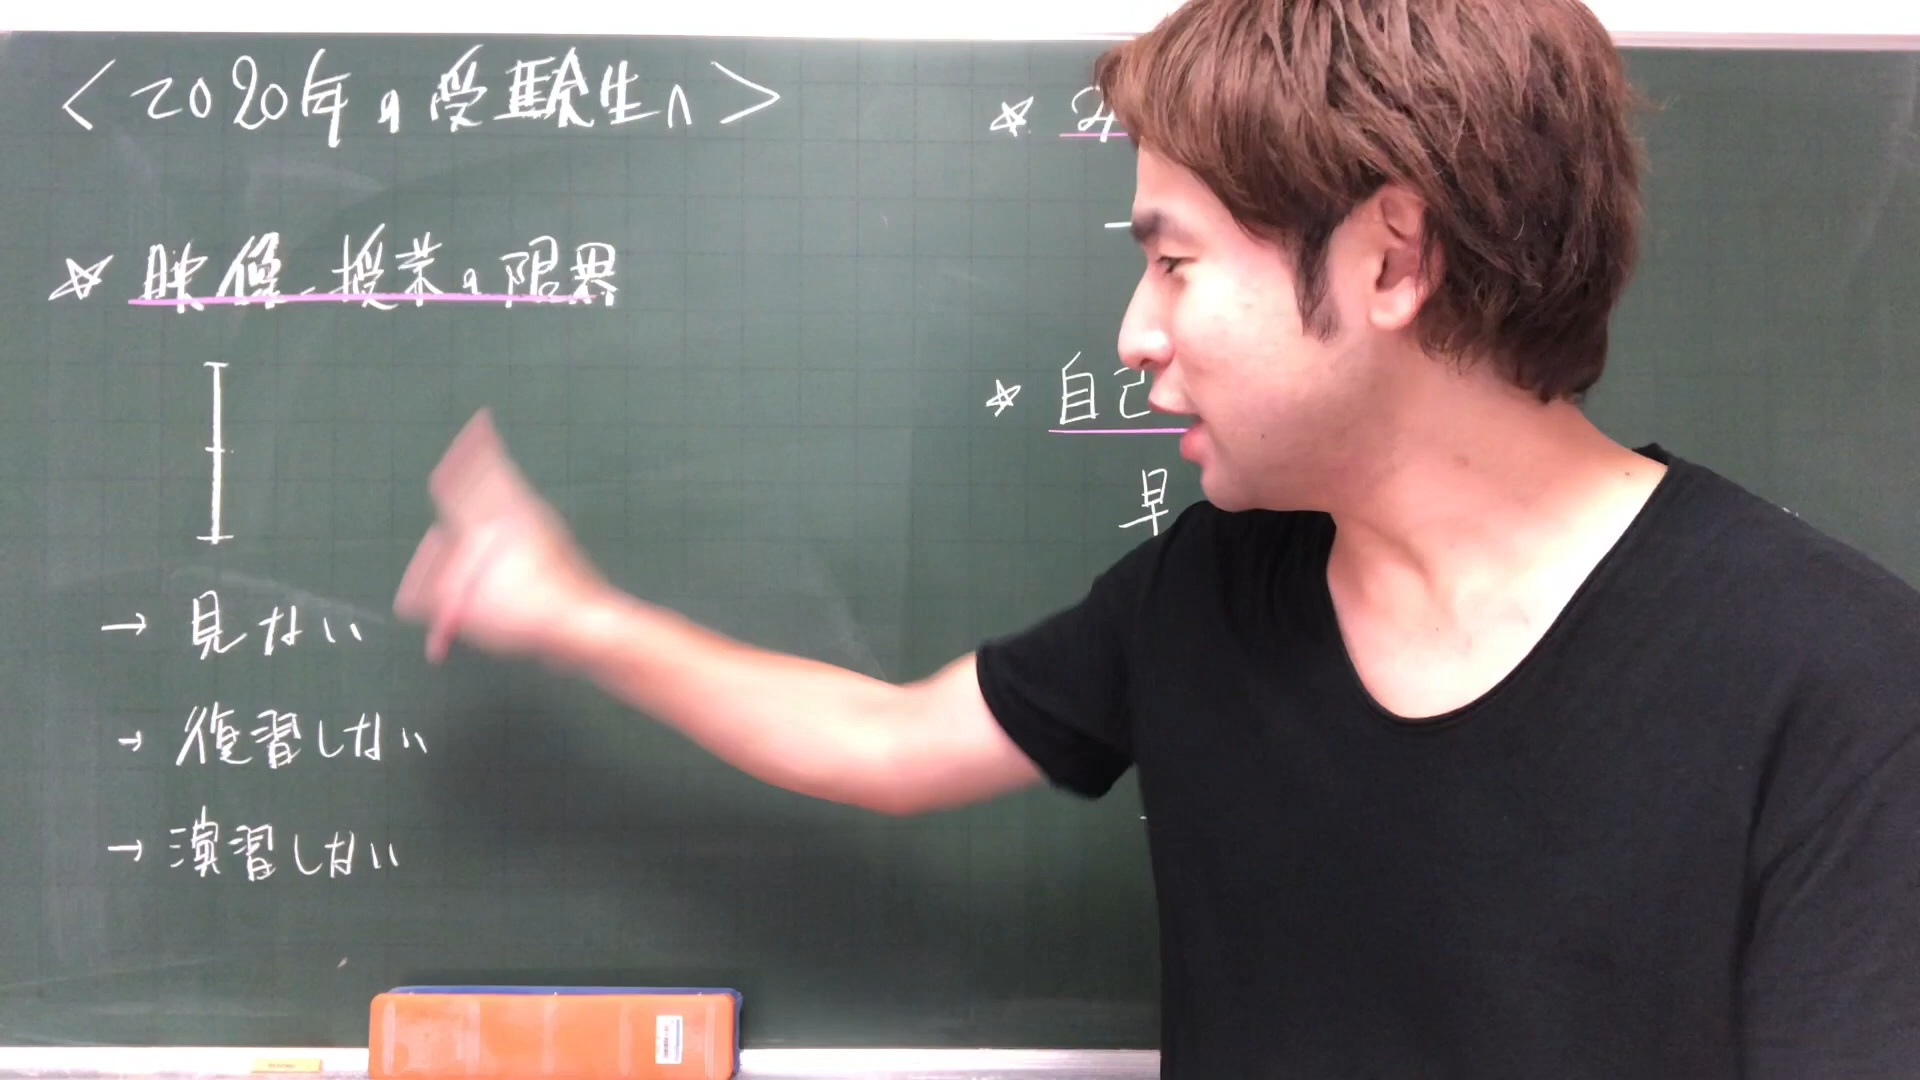 <2020年の受験生へ>
☆ 映像授業の限界
→ 見ない
→ 復習しない
→ 演習しない
☆
☆ 自己
早